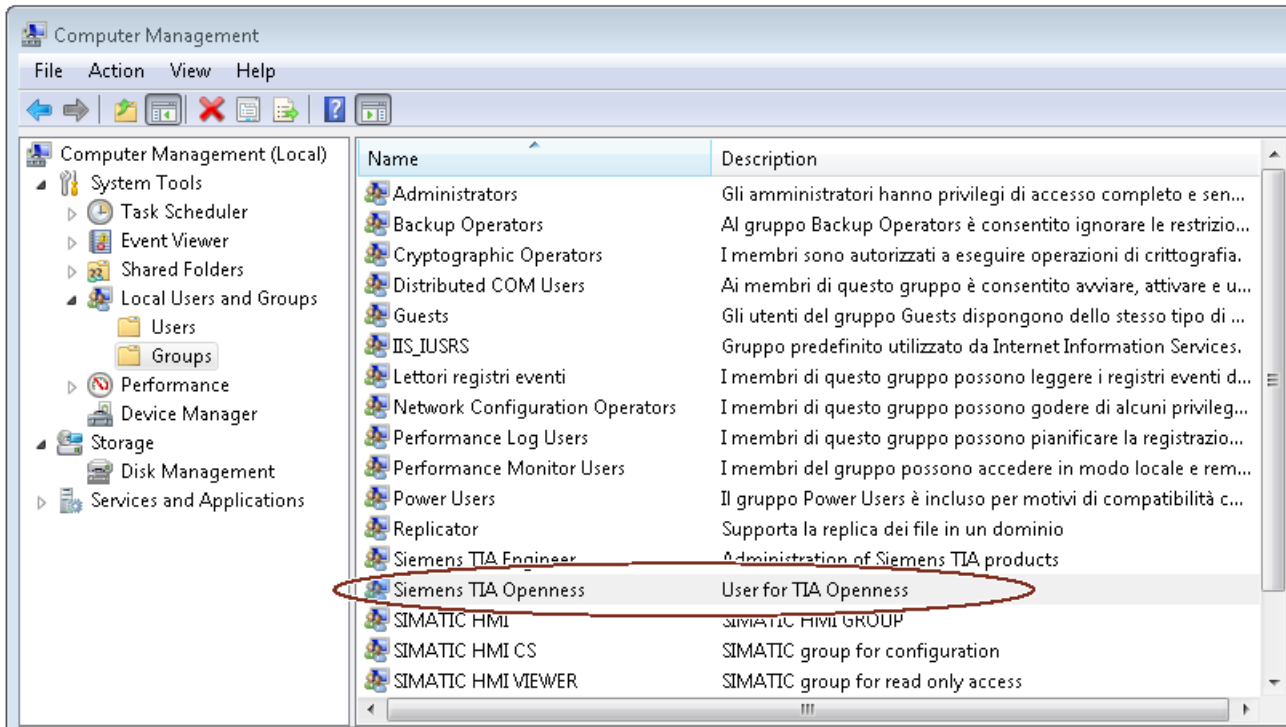 Computer Management
File Action View Help
Computer Management (Local)
System Tools
Task Scheduler
Event Viewer
Shared Folders
Local Users and Groups
Users
Groups
Performance
Device Manager
Storage
Disk Management
Services and Applications
Name Description
Administrators Gli amministratori hanno privilegi di accesso completo e sen...
Backup Operators Al gruppo Backup Operators è consentito ignorare le restrizio...
Cryptographic Operators I membri sono autorizzati a eseguire operazioni di crittografia.
Distributed COM Users Ai membri di questo gruppo è consentito avviare, attivare e u...
Guests Gli utenti del gruppo Guests dispongono dello stesso tipo di ...
IIS_IUSRS Gruppo predefinito utilizzato da Internet Information Services.
Lettori registri eventi I membri di questo gruppo possono leggere i registri eventi d...
Network Configuration Operators I membri di questo gruppo possono godere di alcuni privileg...
Performance Log Users I membri di questo gruppo possono pianificare la registrazio...
Performance Monitor Users I membri del gruppo possono accedere in modo locale e rem...
Power Users Il gruppo Power Users è incluso per motivi di compatibilità c...
Replicator Supporta la replica dei file in un dominio
Siemens TIA Engineer Administration of Siemens TIA products
Siemens TIA Openness User for TIA Openness
SIMATIC HMI SIMATIC HMI GROUP
SIMATIC HMI CS SIMATIC group for configuration
SIMATIC HMI VIEWER SIMATIC group for read only access